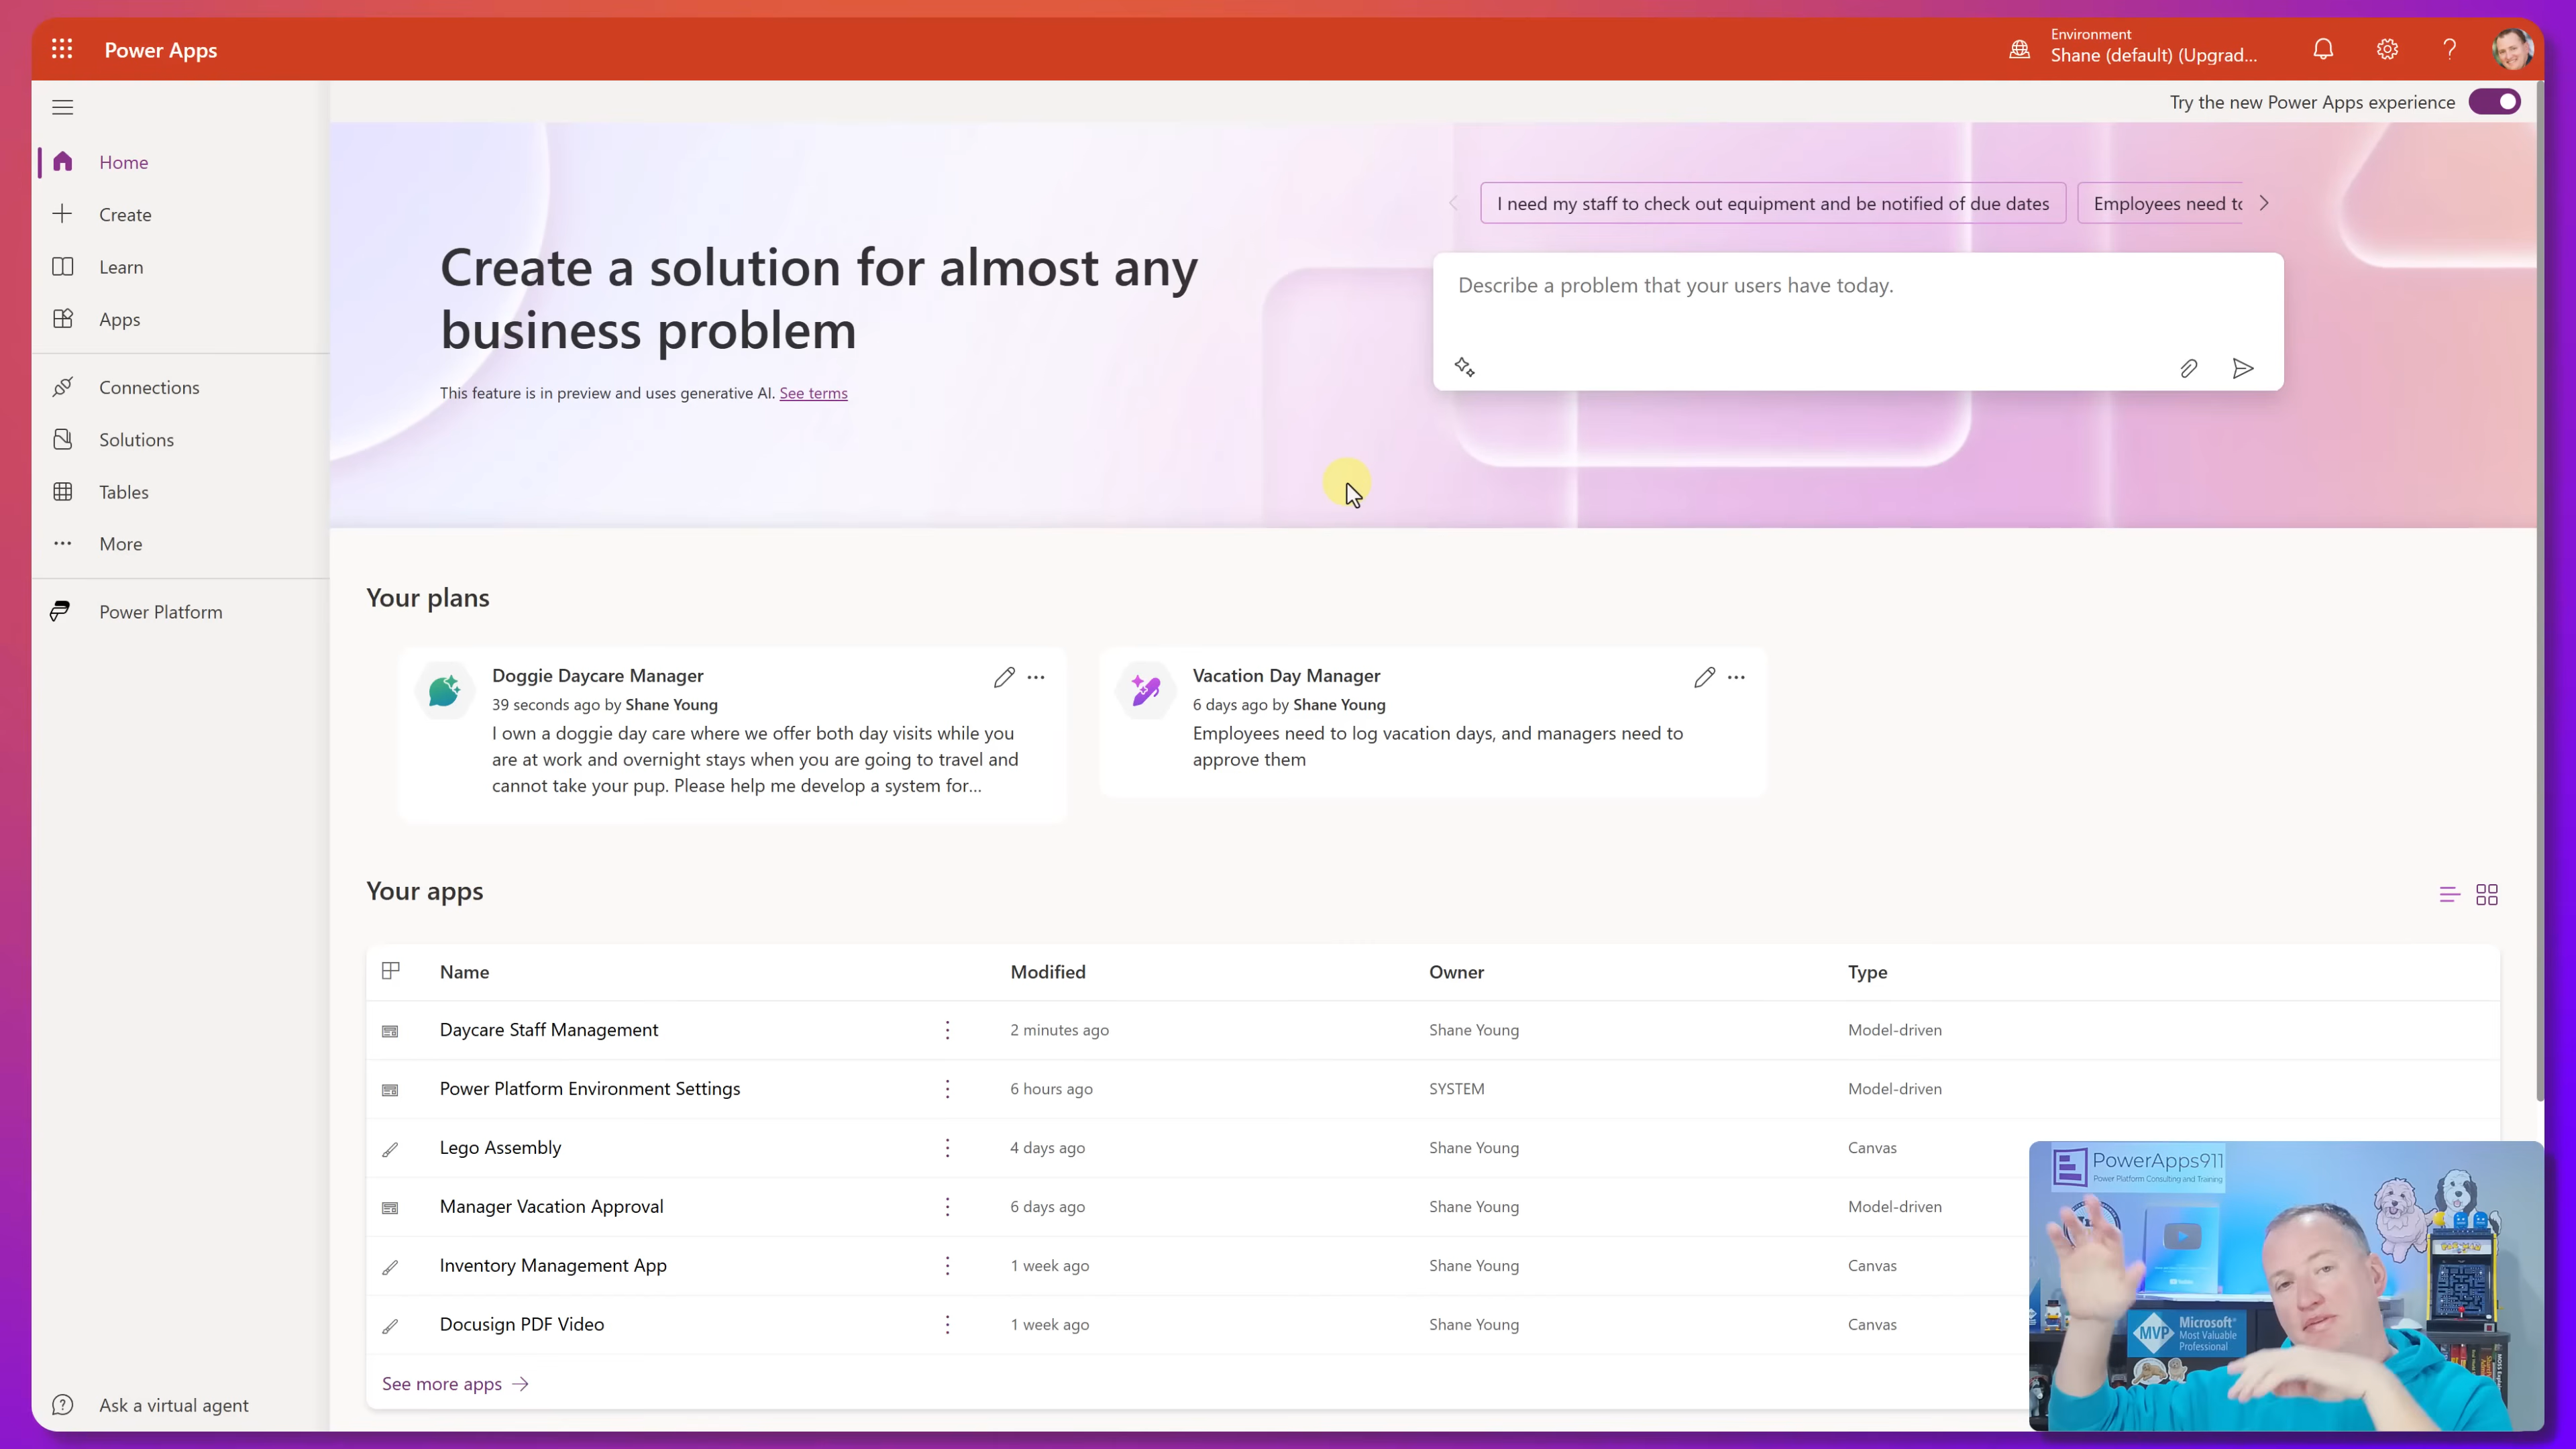 Power Apps
Environment
Shane (default) (Upgrad...
Try the new Power Apps experience
Home
Create
Learn
Apps
Connections
Solutions
Tables
More
Power Platform
Ask a virtual agent
Create a solution for almost any
business problem
This feature is in preview and uses generative AI. See terms
I need my staff to check out equipment and be notified of due dates
Employees need to
Describe a problem that your users have today.
Your plans
Doggie Daycare Manager
39 seconds ago by Shane Young
I own a doggie day care where we offer both day visits while you
are at work and overnight stays when you are going to travel and
cannot take your pup. Please help me develop a system for...
Vacation Day Manager
6 days ago by Shane Young
Employees need to log vacation days, and managers need to
approve them
Your apps
Name Modified Owner Type
Daycare Staff Management 2 minutes ago Shane Young Model-driven
Power Platform Environment Settings 6 hours ago SYSTEM Model-driven
Lego Assembly 4 days ago Shane Young Canvas
Manager Vacation Approval 6 days ago Shane Young Model-driven
Inventory Management App 1 week ago Shane Young Canvas
Docusign PDF Video 1 week ago Shane Young Canvas
See more apps
PowerApps911
Power Platform Consulting and Training
MVP
Microsoft
Most Valuable
Professional